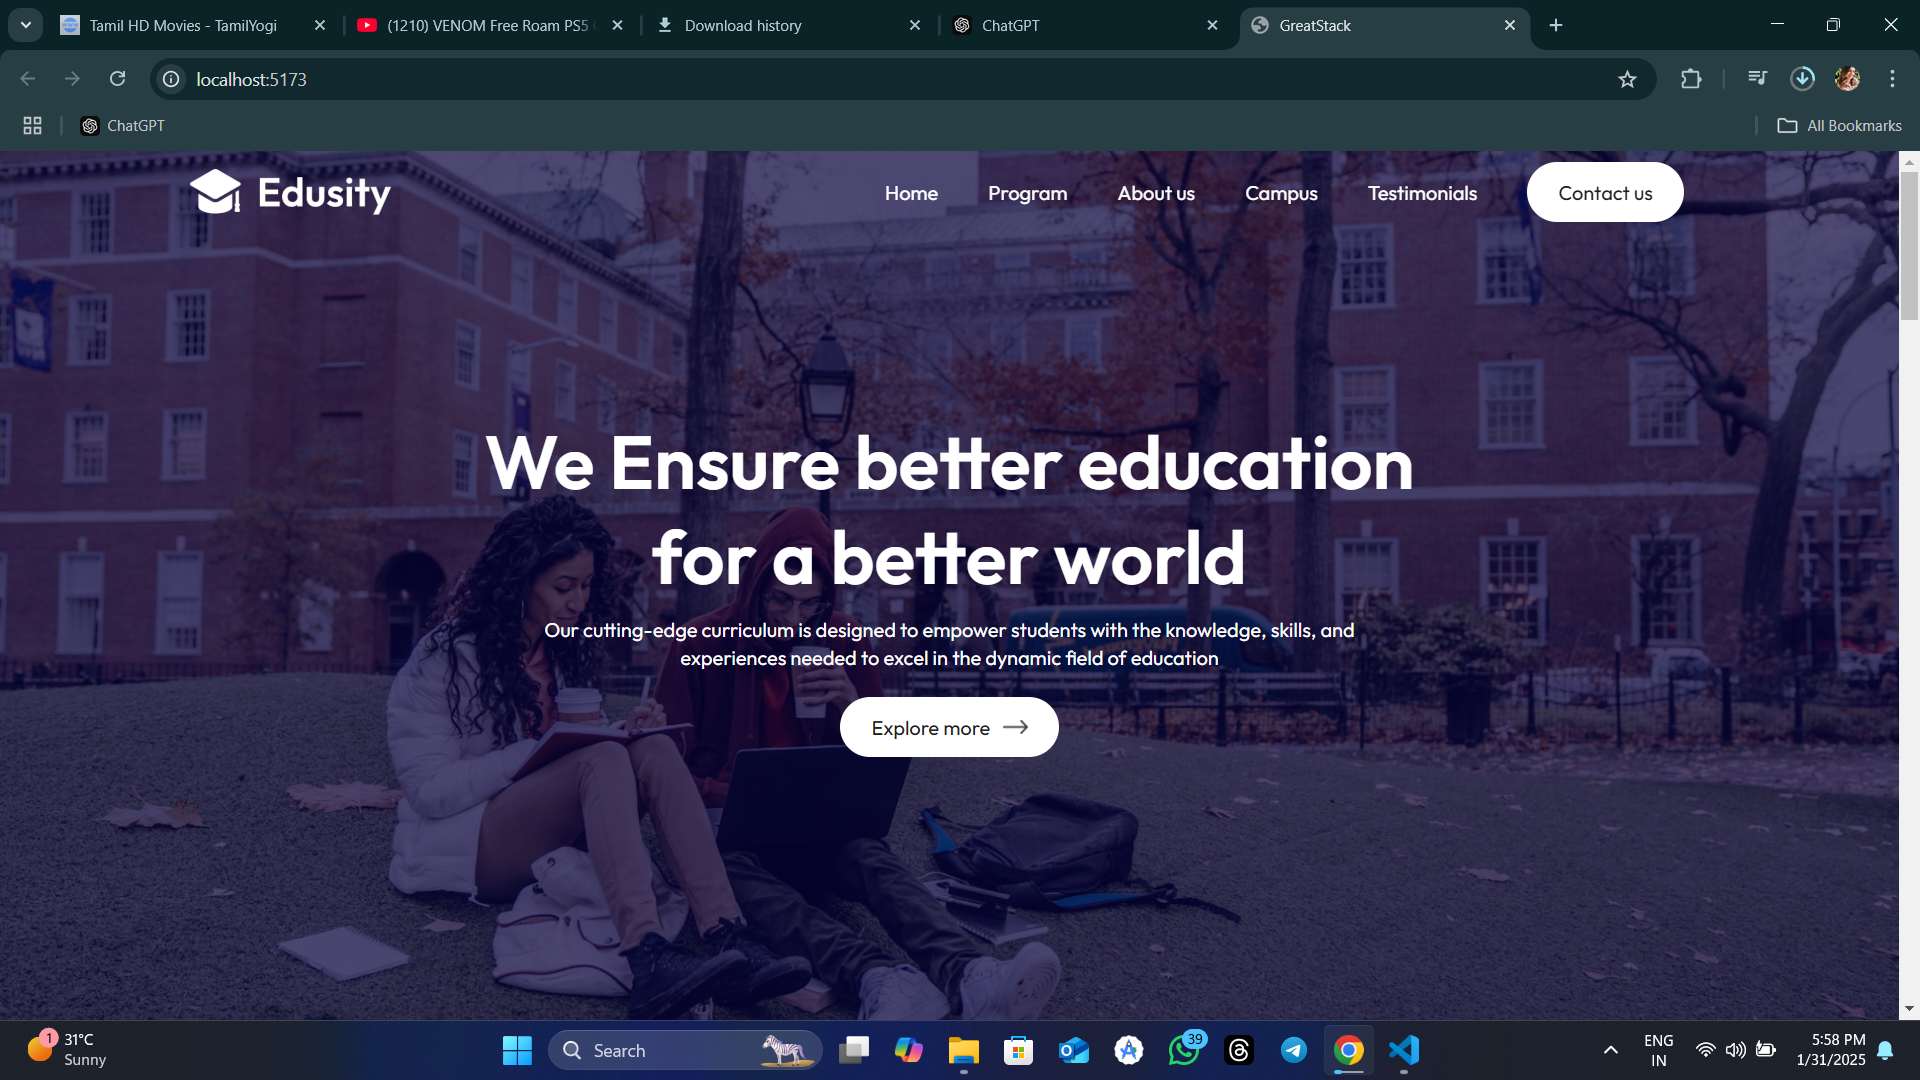 Tamil HD Movies - TamilYogi
(1210) VENOM Free Roam PS5
Download history
ChatGPT
GreatStack
localhost:5173
ChatGPT
All Bookmarks
Edusity
Home
Program
About us
Campus
Testimonials
Contact us
We Ensure better education
for a better world
Our cutting-edge curriculum is designed to empower students with the knowledge, skills, and
experiences needed to excel in the dynamic field of education
Explore more
1
31°C
Sunny
Search
39
ENG
IN
5:58 PM
1/31/2025